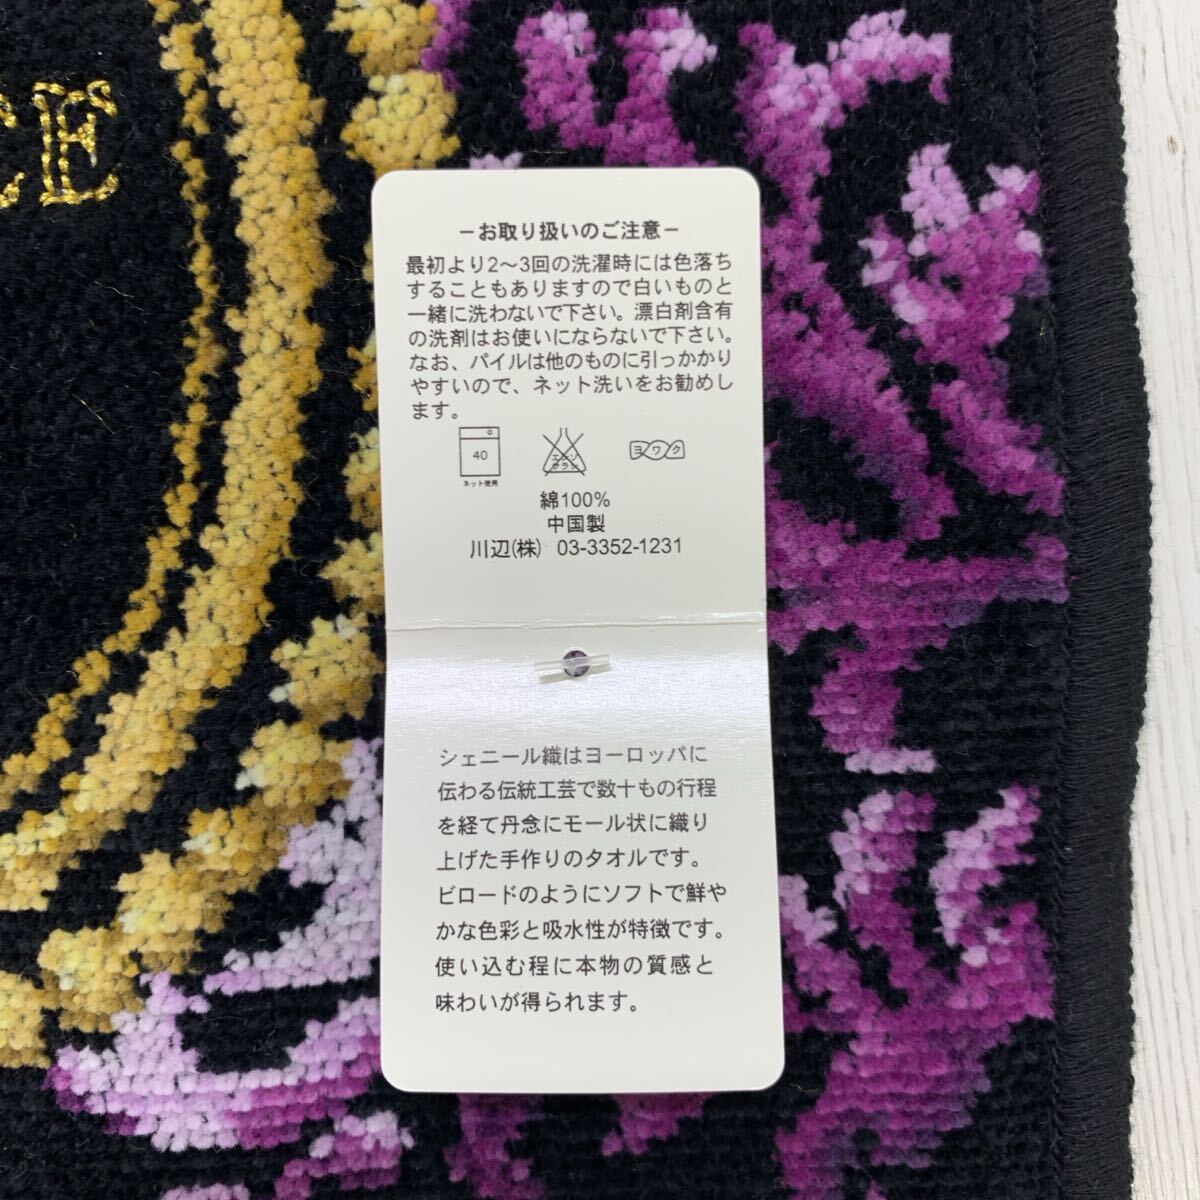 CE
－お取り扱いのご注意－
最初より2～3回の洗濯時には色落ち
することもありますので白いものと
一緒に洗わないで下さい。漂白剤含有
の洗剤はお使いにならないで下さい。
なお、パイルは他のものに引っかかり
やすいので、ネット洗いをお勧めし
ます。
40
ネット使用
エンソ
サラシ
ヨワク
綿100%
中国製
川辺(株) 03-3352-1231
シェニール織はヨーロッパに
伝わる伝統工芸で数十もの行程
を経て丹念にモール状に織り
上げた手作りのタオルです。
ビロードのようにソフトで鮮や
かな色彩と吸水性が特徴です。
使い込む程に本物の質感と
味わいが得られます。